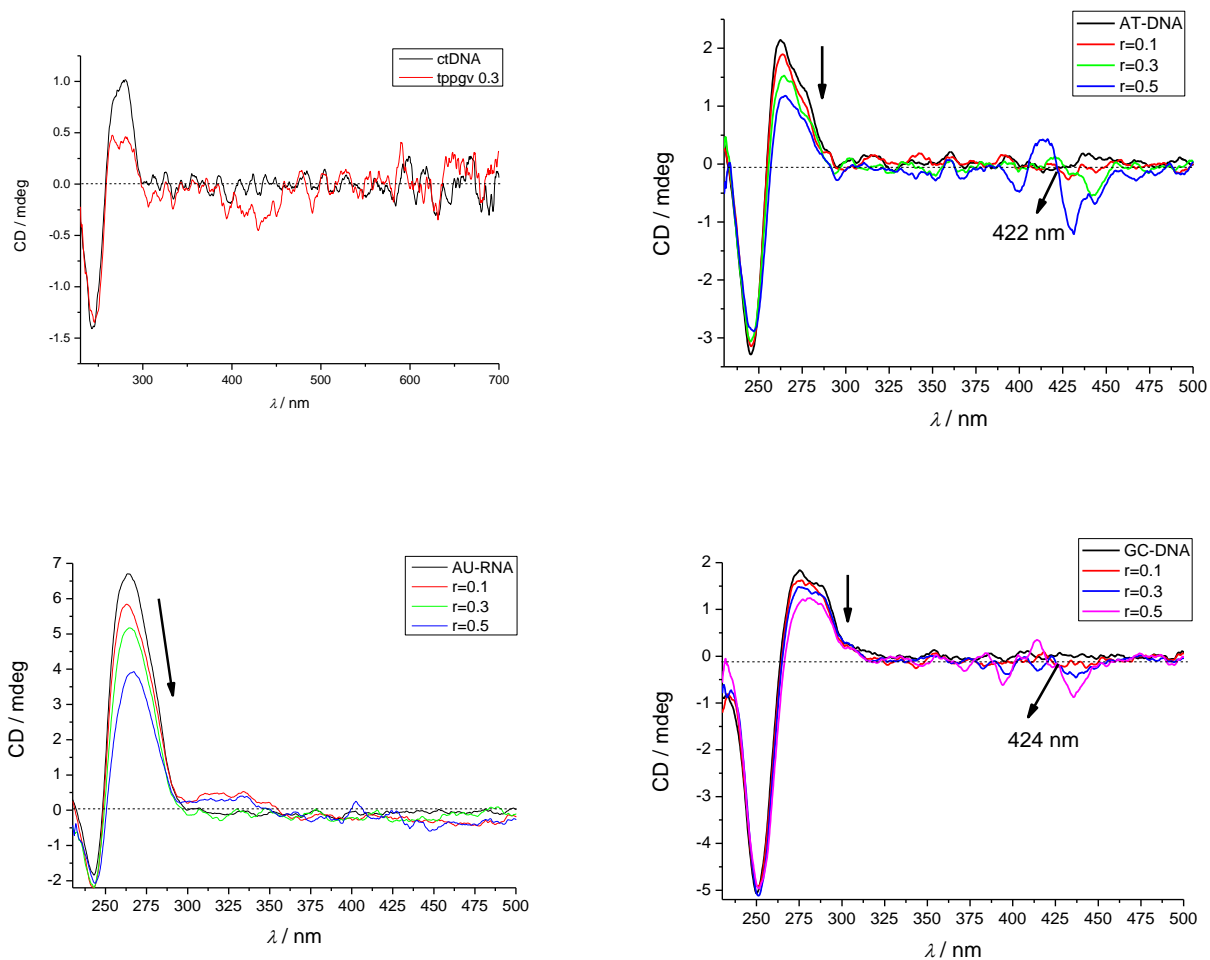 ctDNA
tppgv 0.3
1.0
0.5
0.0
-0.5
-1.0
-1.5
CD / mdeg
300 400 500 600 700
λ / nm
AT-DNA
r=0.1
r=0.3
r=0.5
2
1
0
-1
-2
-3
CD / mdeg
422 nm
250 275 300 325 350 375 400 425 450 475 500
λ / nm
AU-RNA
r=0.1
r=0.3
r=0.5
7
6
5
4
3
2
1
0
-1
-2
CD / mdeg
250 275 300 325 350 375 400 425 450 475 500
λ / nm
GC-DNA
r=0.1
r=0.3
r=0.5
2
1
0
-1
-2
-3
-4
-5
CD / mdeg
424 nm
250 275 300 325 350 375 400 425 450 475 500
λ / nm